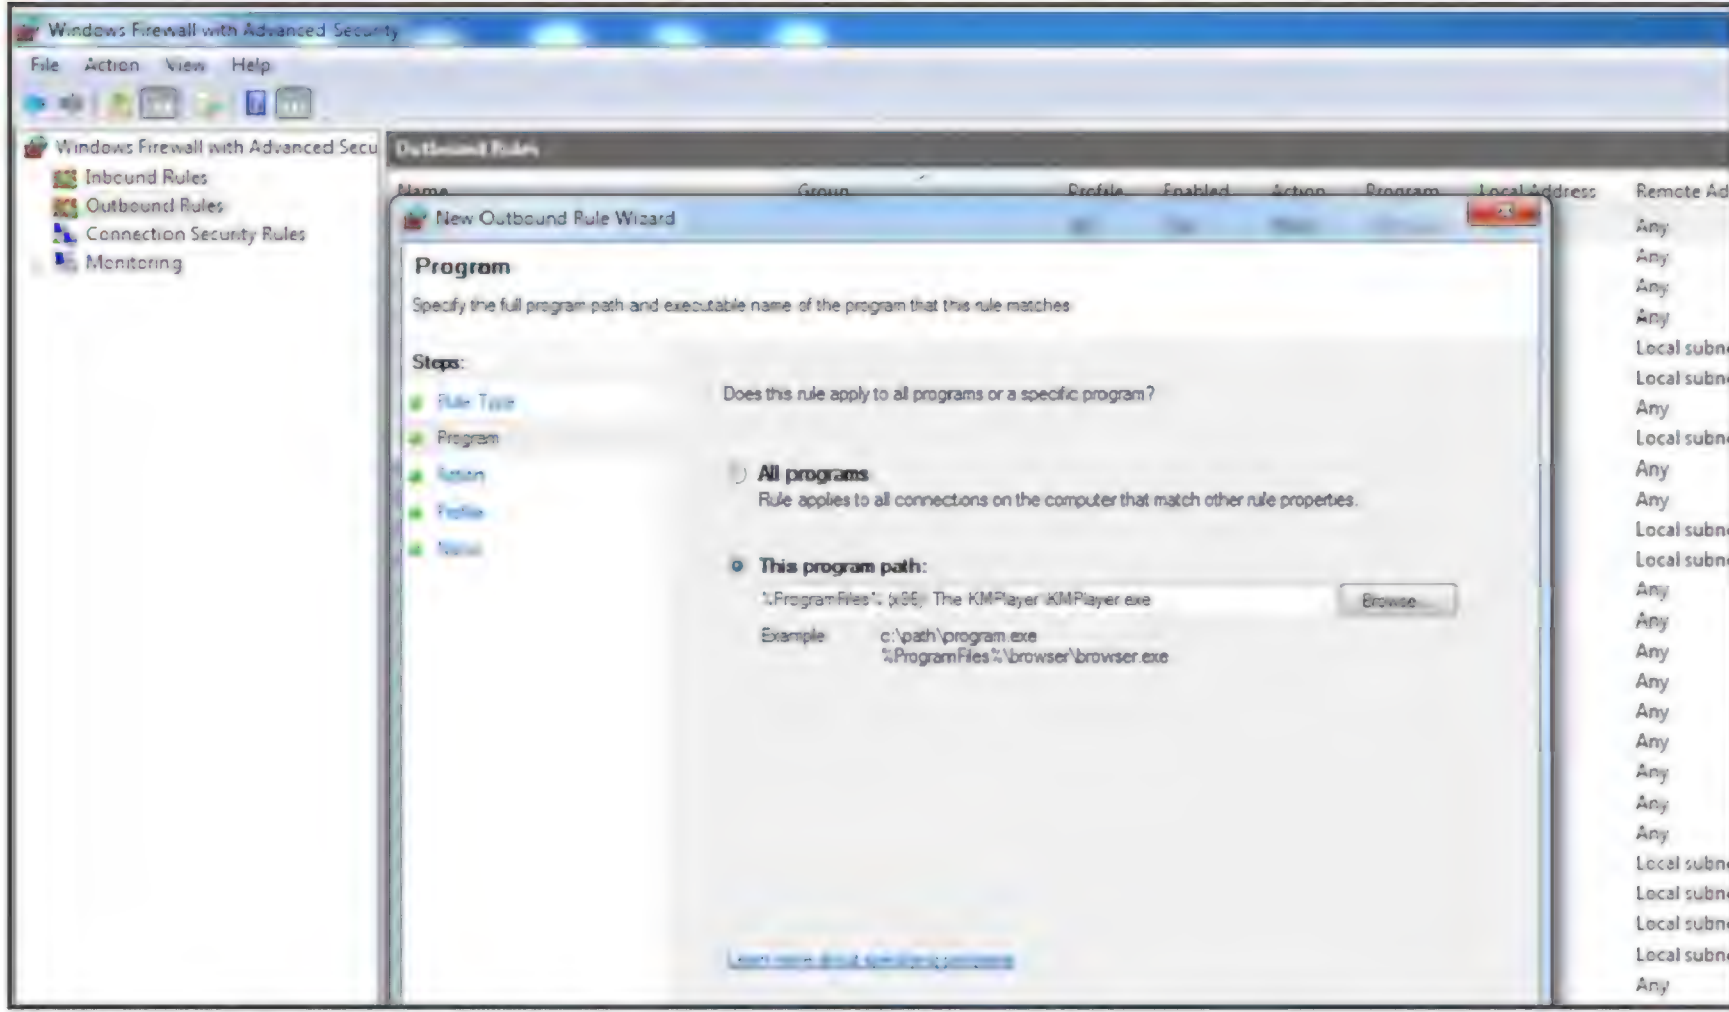 Windows Firewall with Advanced Security
File Action View Help
Windows Firewall with Advanced Secu
Inbound Rules
Outbound Rules
Connection Security Rules
Monitoring
Outbound Rules
Name Group Profile Enabled Action Program Local Address Remote Ad
New Outbound Rule Wizard
Program
Specify the full program path and executable name of the program that this rule matches
Steps:
Rule Type
Program
Action
Profile
Name
Does this rule apply to all programs or a specific program?
All programs
Rule applies to all connections on the computer that match other rule properties.
This program path:
%ProgramFiles% (x86) The KMPlayer KMPlayer exe
Browse...
Example: c:\path\program.exe
%ProgramFiles%\browser\browser.exe
Learn more about specifying programs
Any
Any
Any
Any
Local subne
Local subne
Any
Local subne
Any
Any
Local subne
Local subne
Any
Any
Any
Any
Any
Any
Any
Any
Any
Local subne
Local subne
Local subne
Local subne
Any